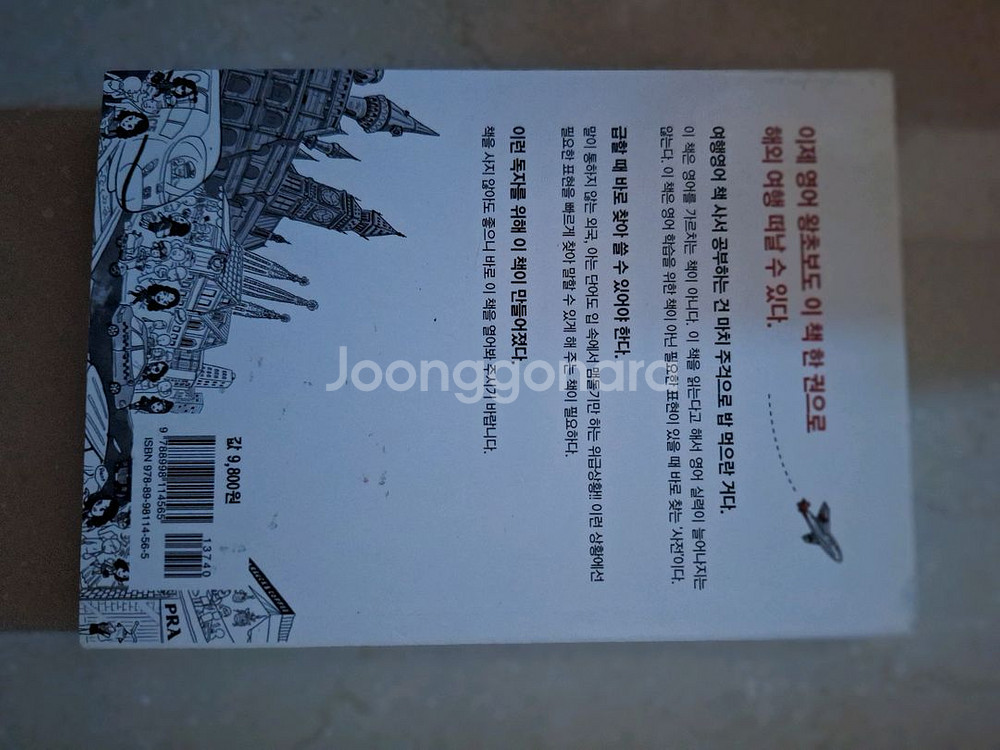 이제 영어 왕초보도 이 책 한 권으로
해외 여행 떠날 수 있다.
여행영어 책 사서 공부하는 건 마치 주걱으로 밥 먹으란 거다.
이 책은 영어를 가르치는 책이 아니다. 이 책을 읽는다고 해서 영어 실력이 늘어나지는
않는다. 이 책은 영어 학습을 위한 책이 아닌 필요한 표현이 있을 때 바로 찾는 '사전'이다.
급할 때 바로 찾아 쓸 수 있어야 한다.
말이 통하지 않는 외국, 아는 단어도 입 속에서 맴돌기만 하는 위급상황!! 이런 상황에서
필요한 표현을 빠르게 찾아 말할 수 있게 해 주는 책이 필요하다.
이런 독자를 위해 이 책이 만들어졌다.
책을 사지 않아도 좋으니 바로 이 책을 열어봐 주시기 바랍니다.
Joonggonara
값 9,800원
13740
9 788998 114565
ISBN 978-89-98114-56-5
PRA